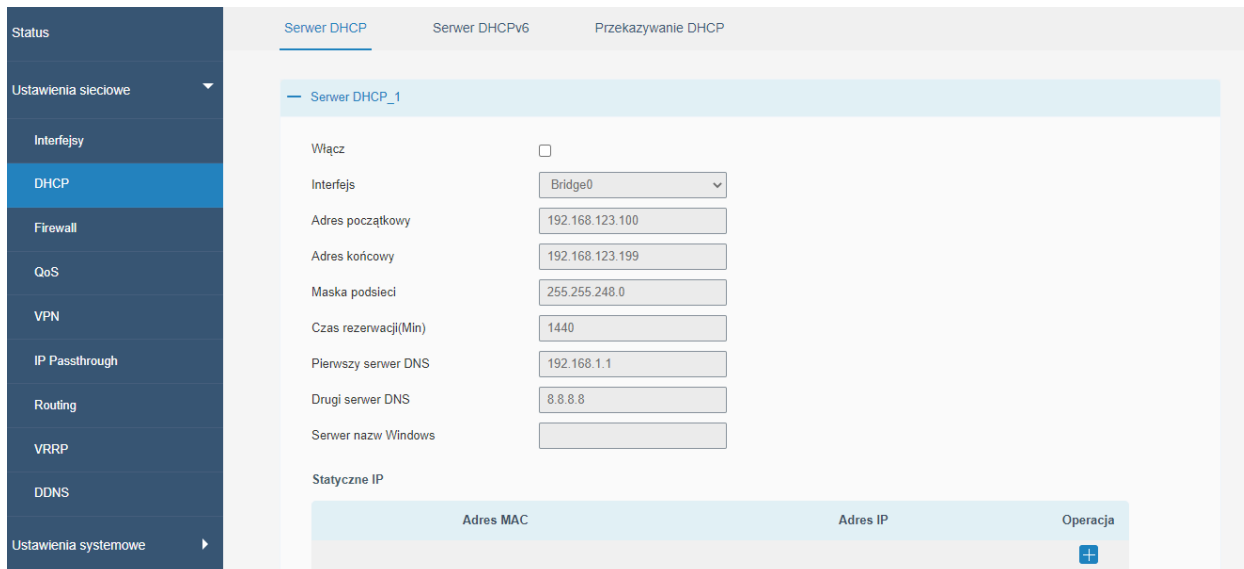 Status
Ustawienia sieciowe
Interfejsy
DHCP
Firewall
QoS
VPN
IP Passthrough
Routing
VRRP
DDNS
Ustawienia systemowe
Serwer DHCP Serwer DHCPv6 Przekazywanie DHCP
Serwer DHCP_1
Włącz
Interfejs Bridge0
Adres początkowy 192.168.123.100
Adres końcowy 192.168.123.199
Maska podsieci 255.255.248.0
Czas rezerwacji(Min) 1440
Pierwszy serwer DNS 192.168.1.1
Drugi serwer DNS 8.8.8.8
Serwer nazw Windows
Statyczne IP
Adres MAC Adres IP Operacja